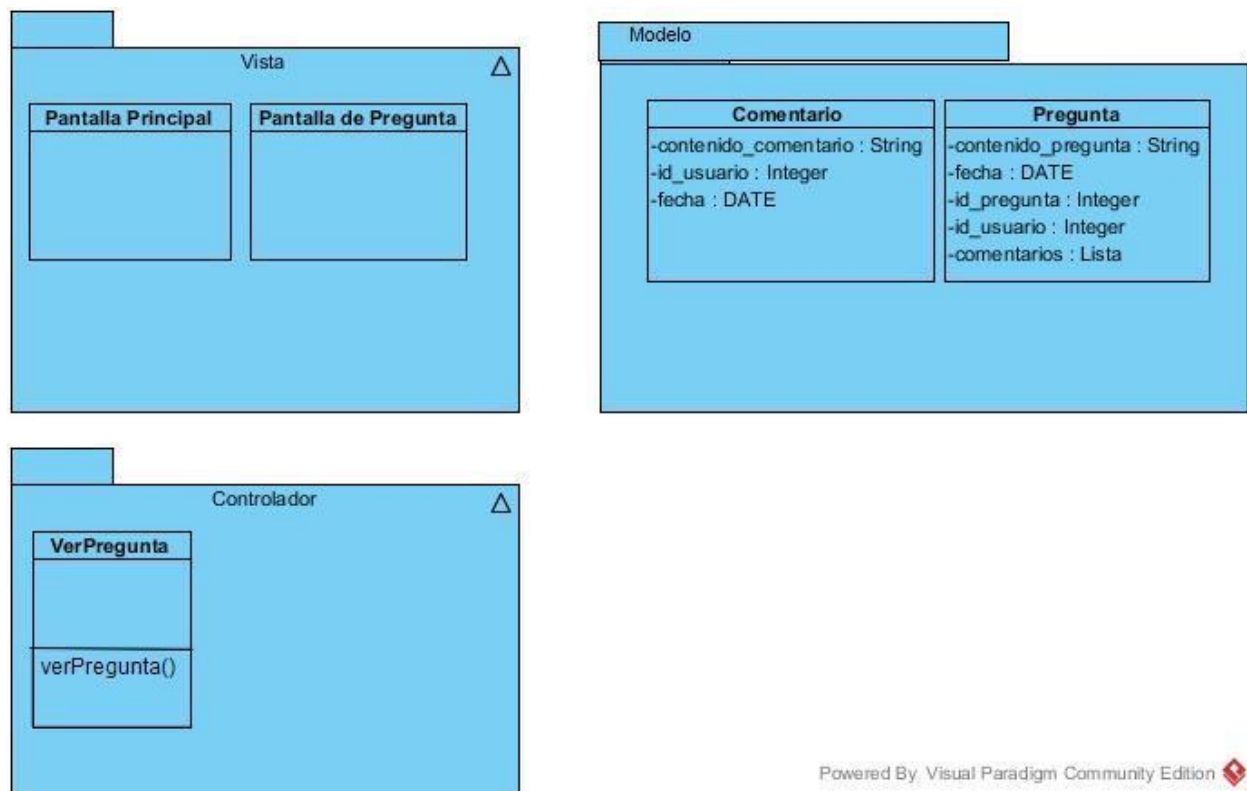 Vista
Pantalla Principal
Pantalla de Pregunta
Modelo
Comentario
-contenido_comentario : String
-id_usuario : Integer
-fecha : DATE
Pregunta
-contenido_pregunta : String
-fecha : DATE
-id_pregunta : Integer
-id_usuario : Integer
-comentarios : Lista
Controlador
VerPregunta
verPregunta()
Powered By Visual Paradigm Community Edition